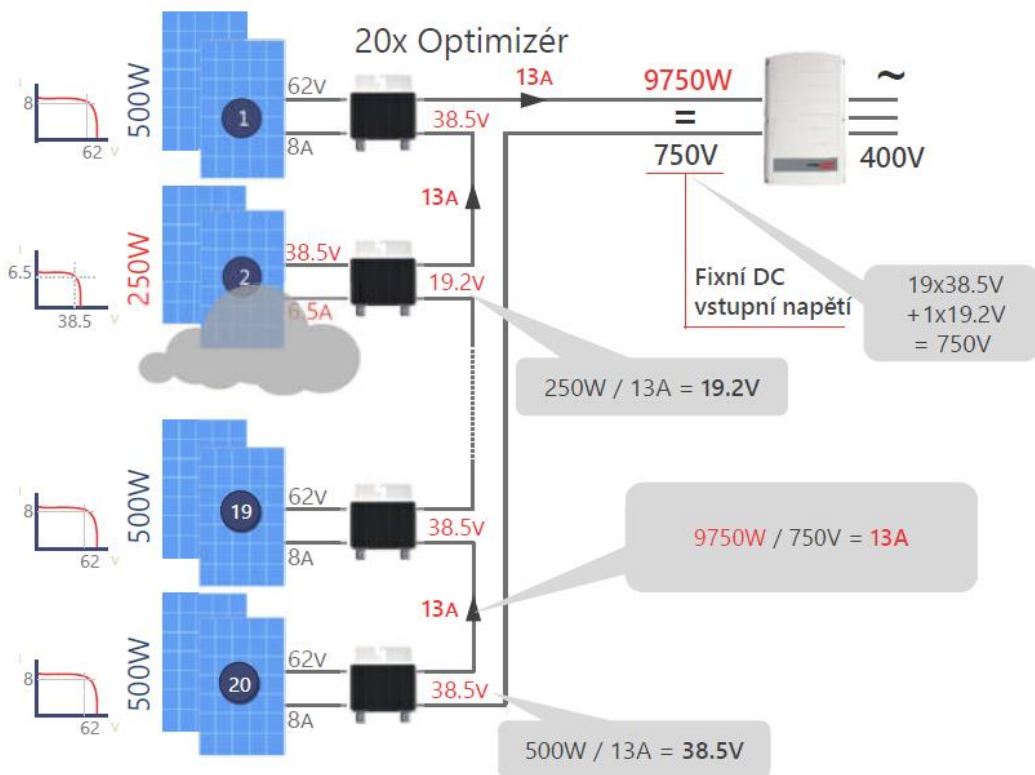 20x Optimizér
I
8
62
V
500W
1
62V
8A
38.5V
13A
9750W
=
750V
~
400V
13A
I
6.5
38.5
V
250W
2
38.5V
6.5A
19.2V
Fixní DC
vstupní napětí
19x38.5V
+1x19.2V
= 750V
250W / 13A = 19.2V
I
8
62
V
500W
19
62V
8A
38.5V
9750W / 750V = 13A
13A
I
8
62
V
500W
20
62V
8A
38.5V
500W / 13A = 38.5V